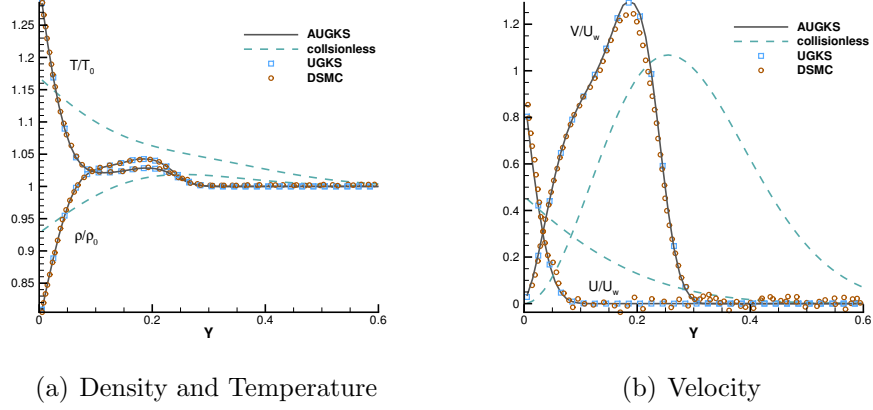 1.25
1.2
1.15
1.1
1.05
1
0.95
0.9
0.85
0
0.2
0.4
0.6
Y
T/T0
ρ/ρ0
AUGKS
collsionless
UGKS
DSMC
1.2
1
0.8
0.6
0.4
0.2
0
0
0.2
0.4
0.6
Y
V/Uw
U/Uw
AUGKS
collisionless
UGKS
DSMC
(a) Density and Temperature
(b) Velocity